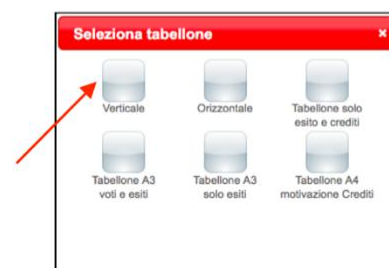 Seleziona tabellone ×
Verticale Orizzontale Tabellone solo
esito e crediti
Tabellone A3 Tabellone A3 Tabellone A4
voti e esiti solo esiti motivazione Crediti